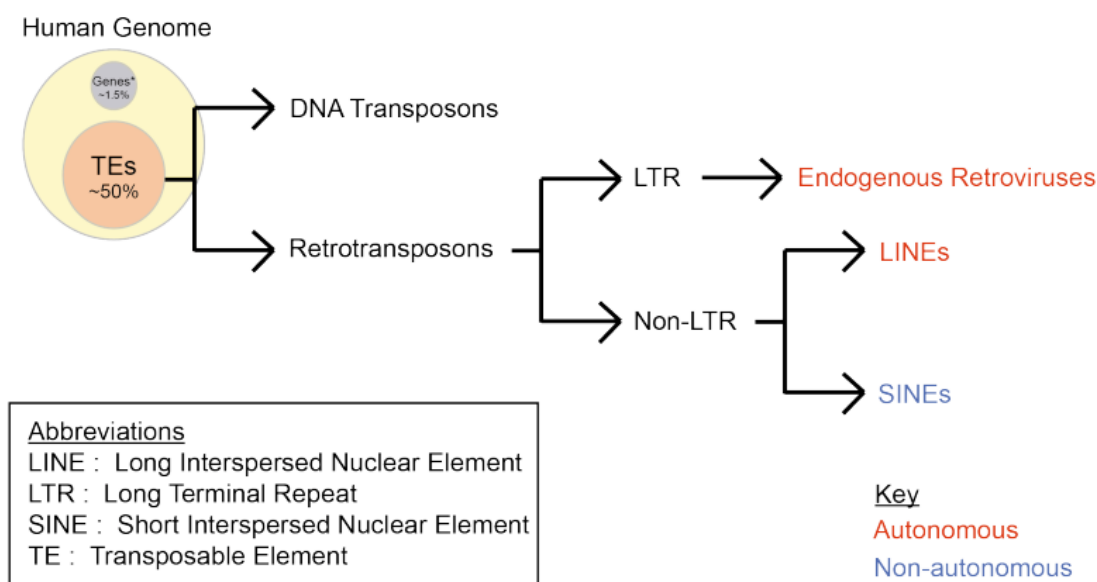 Human Genome
Genes*
~1.5%
TEs
~50%
DNA Transposons
Retrotransposons
LTR
Endogenous Retroviruses
Non-LTR
LINEs
SINEs
Abbreviations
LINE : Long Interspersed Nuclear Element
LTR : Long Terminal Repeat
SINE : Short Interspersed Nuclear Element
TE : Transposable Element
Key
Autonomous
Non-autonomous